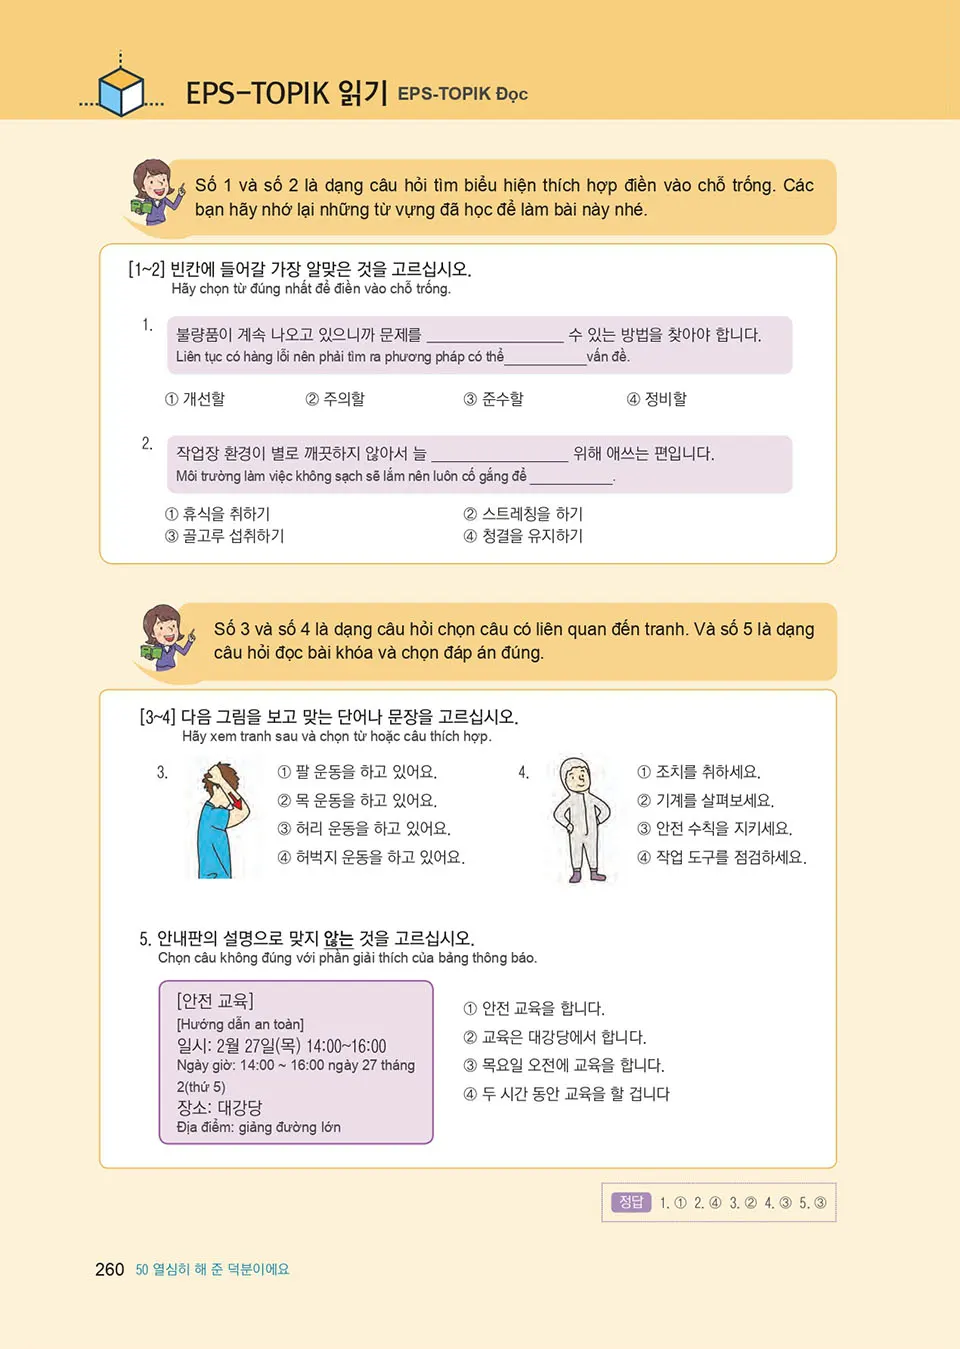 EPS-TOPIK 읽기 EPS-TOPIK Đọc
Số 1 và số 2 là dạng câu hỏi tìm biểu hiện thích hợp điền vào chỗ trống. Các
bạn hãy nhớ lại những từ vựng đã học để làm bài này nhé.
[1~2] 빈칸에 들어갈 가장 알맞은 것을 고르십시오.
Hãy chọn từ đúng nhất để điền vào chỗ trống.
1. 불량품이 계속 나오고 있으니까 문제를 ________________ 수 있는 방법을 찾아야 합니다.
Liên tục có hàng lỗi nên phải tìm ra phương pháp có thể____________vấn đề.
① 개선할 ② 주의할 ③ 준수할 ④ 정비할
2. 작업장 환경이 별로 깨끗하지 않아서 늘 ________________ 위해 애쓰는 편입니다.
Môi trường làm việc không sạch sẽ lắm nên luôn cố gắng để ____________.
① 휴식을 취하기 ② 스트레칭을 하기
③ 골고루 섭취하기 ④ 청결을 유지하기
Số 3 và số 4 là dạng câu hỏi chọn câu có liên quan đến tranh. Và số 5 là dạng
câu hỏi đọc bài khóa và chọn đáp án đúng.
[3~4] 다음 그림을 보고 맞는 단어나 문장을 고르십시오.
Hãy xem tranh sau và chọn từ hoặc câu thích hợp.
3. ① 팔 운동을 하고 있어요.
② 목 운동을 하고 있어요.
③ 허리 운동을 하고 있어요.
④ 허벅지 운동을 하고 있어요.
4. ① 조치를 취하세요.
② 기계를 살펴보세요.
③ 안전 수칙을 지키세요.
④ 작업 도구를 점검하세요.
5. 안내판의 설명으로 맞지 않는 것을 고르십시오.
Chọn câu không đúng với phần giải thích của bảng thông báo.
[안전 교육]
[Hướng dẫn an toàn]
일시: 2월 27일(목) 14:00~16:00
Ngày giờ: 14:00 ~ 16:00 ngày 27 tháng
2(thứ 5)
장소: 대강당
Địa điểm: giảng đường lớn
① 안전 교육을 합니다.
② 교육은 대강당에서 합니다.
③ 목요일 오전에 교육을 합니다.
④ 두 시간 동안 교육을 할 겁니다
정답 1. ① 2. ④ 3. ② 4. ③ 5. ③
260 50 열심히 해 준 덕분이에요